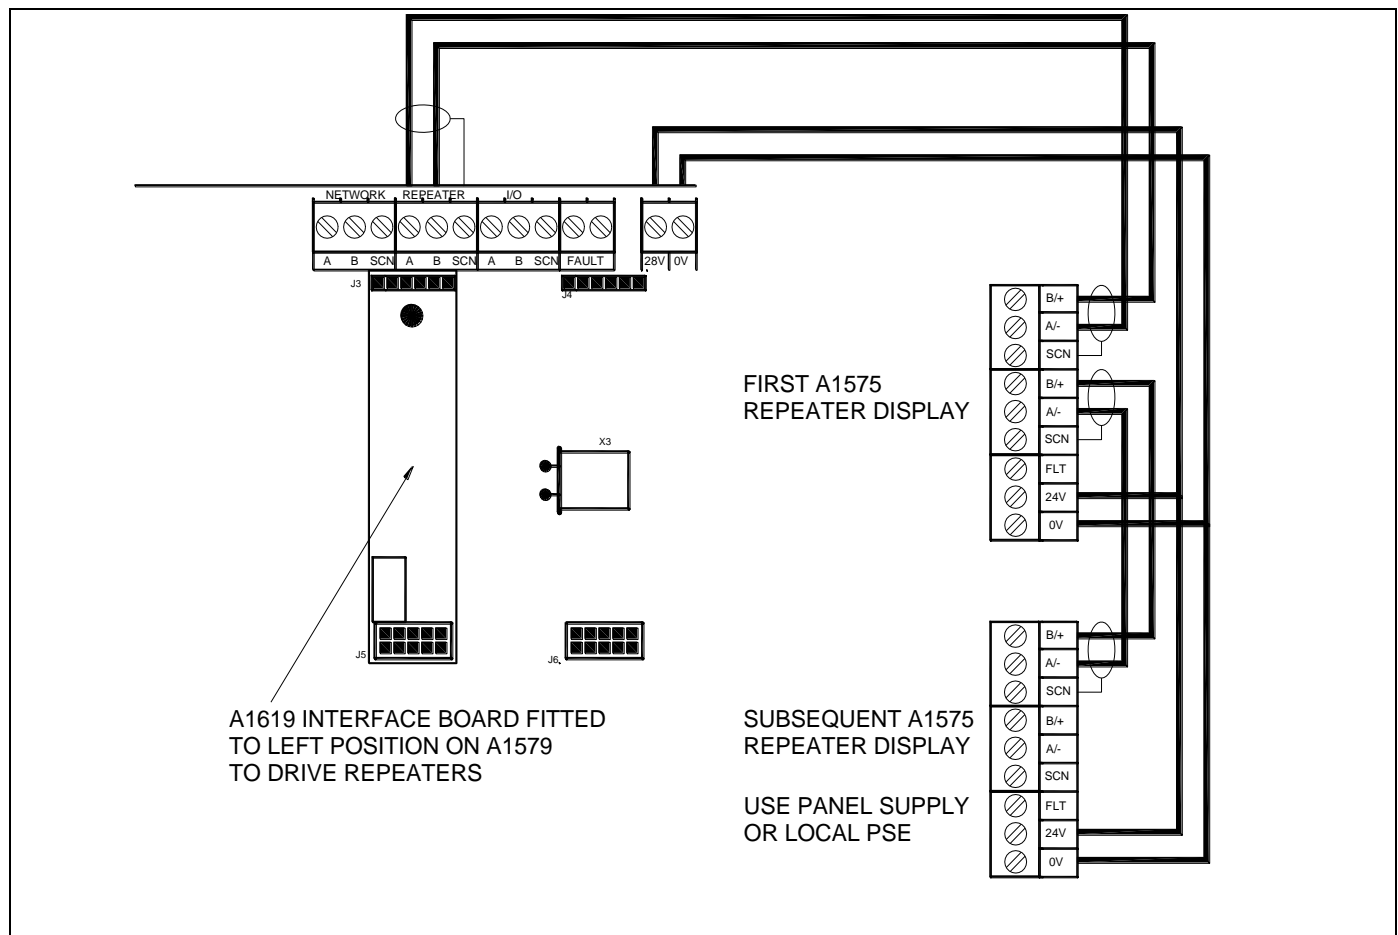 NETWORK REPEATER I/O
A B SCN A B SCN A B SCN FAULT 28V 0V
J3
J4
B/+
A/-
SCN
FIRST A1575
REPEATER DISPLAY
B/+
A/-
SCN
X3
FLT
24V
0V
J5
J6
A1619 INTERFACE BOARD FITTED
TO LEFT POSITION ON A1579
TO DRIVE REPEATERS
B/+
A/-
SCN
SUBSEQUENT A1575
REPEATER DISPLAY
B/+
A/-
SCN
USE PANEL SUPPLY
OR LOCAL PSE
FLT
24V
0V